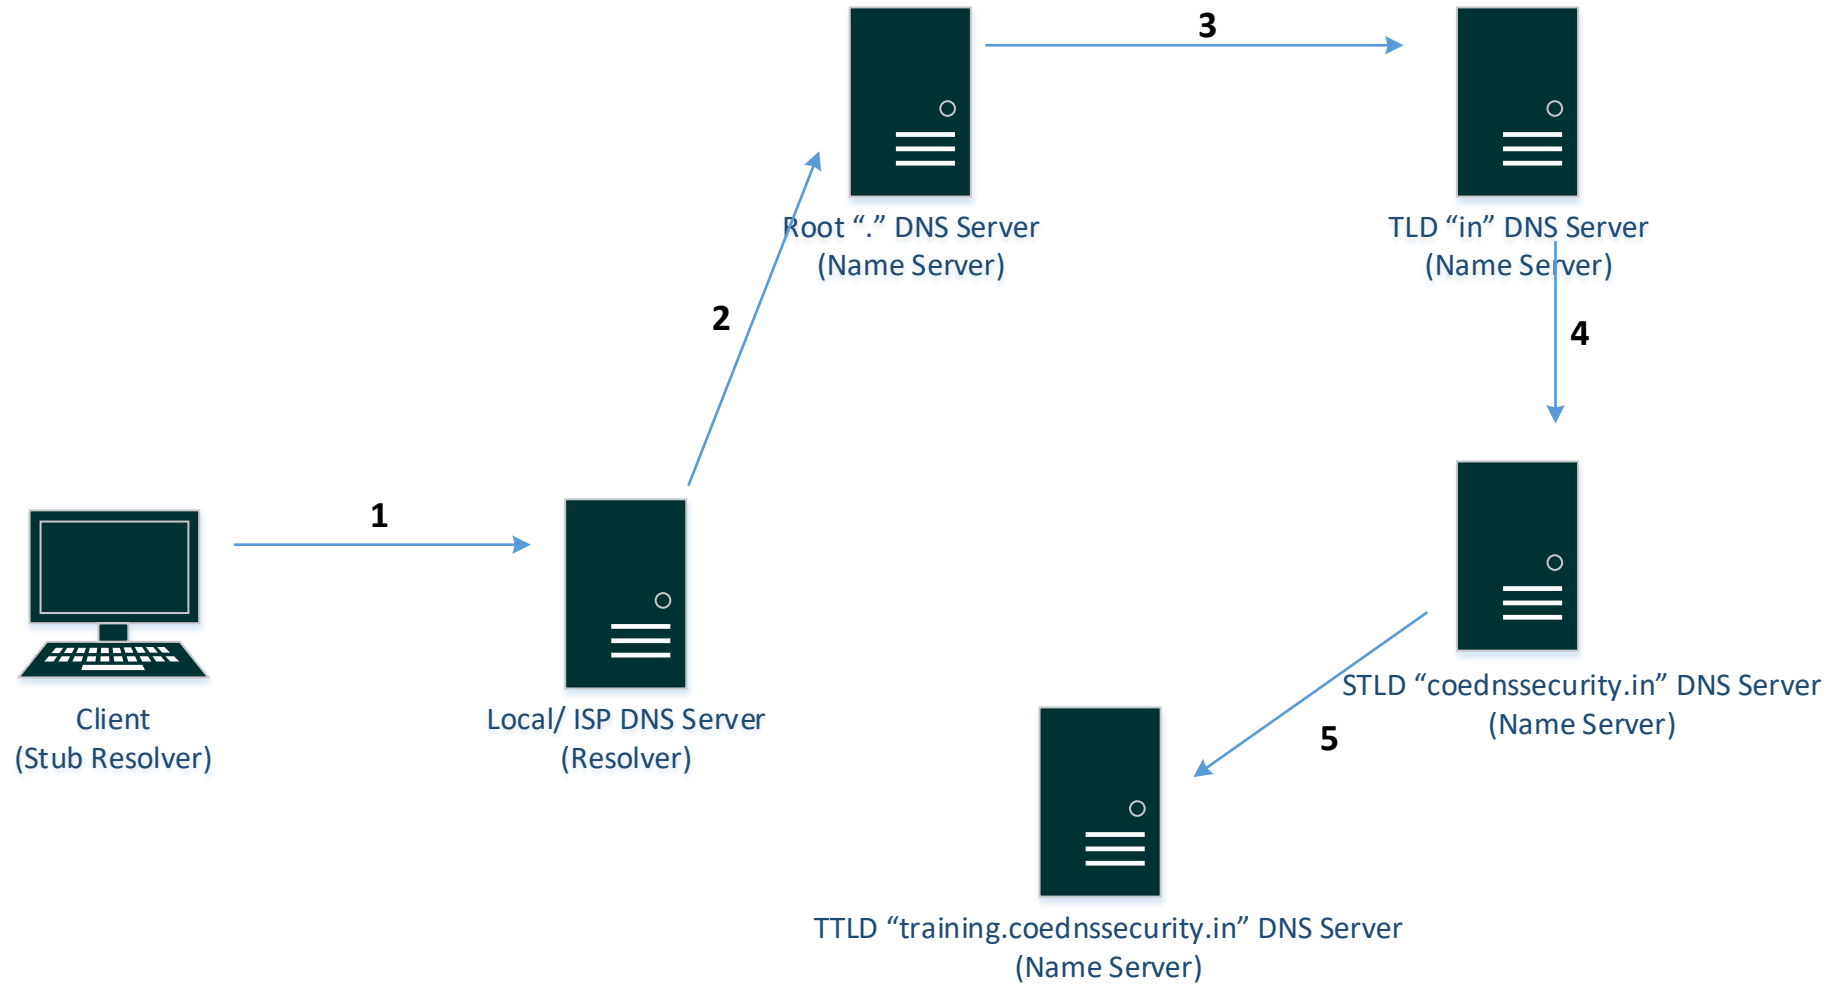 3
Root “.” DNS Server
(Name Server)
TLD “in” DNS Server
(Name Server)
2
4
1
Client
(Stub Resolver)
Local/ ISP DNS Server
(Resolver)
STLD “coednssecurity.in” DNS Server
(Name Server)
5
TTLD “training.coednssecurity.in” DNS Server
(Name Server)